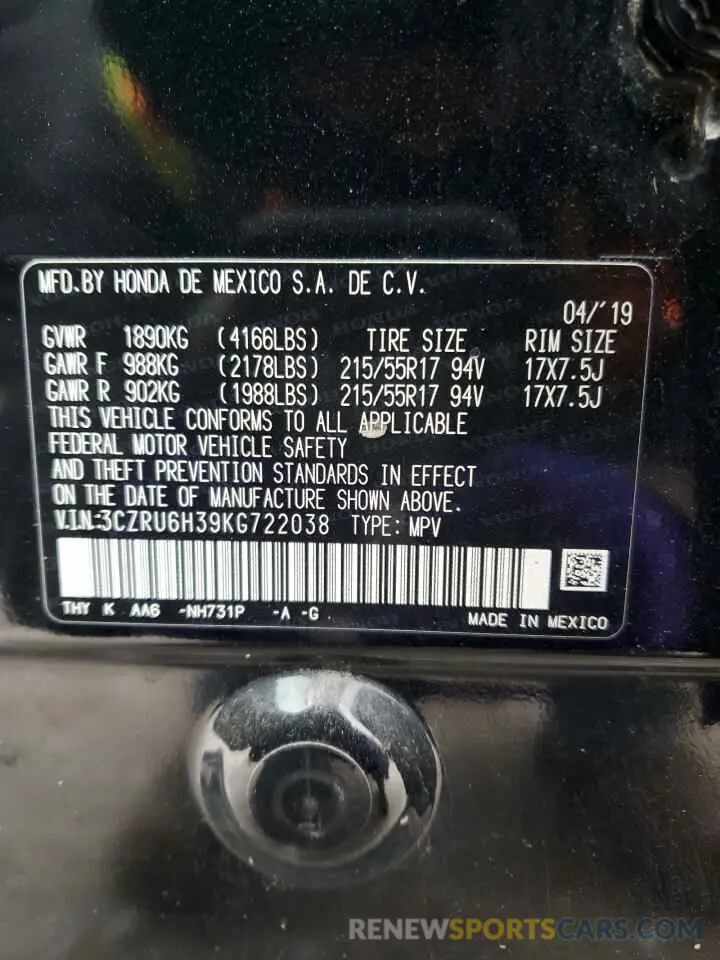 MFD.BY HONDA DE MEXICO S.A. DE C.V.
04/'19
GVWR 1890KG (4166LBS) TIRE SIZE RIM SIZE
GAWR F 988KG (2178LBS) 215/55R17 94V 17X7.5J
GAWR R 902KG (1988LBS) 215/55R17 94V 17X7.5J
THIS VEHICLE CONFORMS TO ALL APPLICABLE
FEDERAL MOTOR VEHICLE SAFETY
AND THEFT PREVENTION STANDARDS IN EFFECT
ON THE DATE OF MANUFACTURE SHOWN ABOVE.
V.I.N:3CZRU6H39KG722038 TYPE:MPV
THY K AA6 -NH731P -A -G
MADE IN MEXICO
RENEWSPORTSCARS.COM